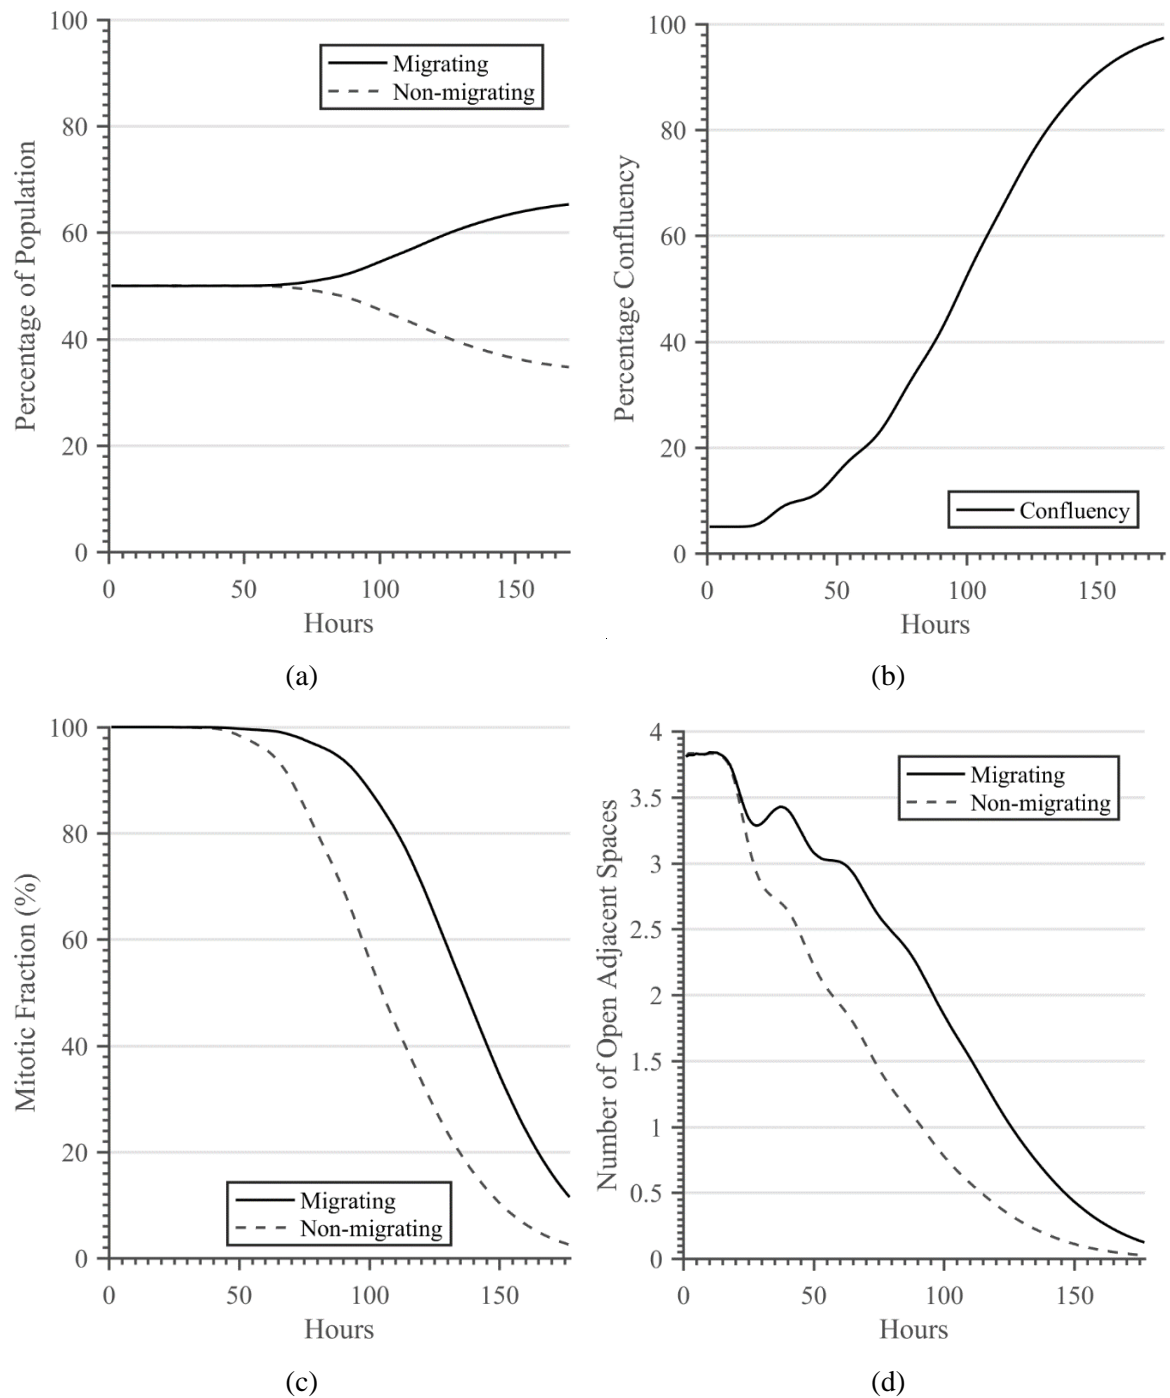 100
80
60
40
20
0
0 50 100 150
Percentage of Population
Hours
Migrating
Non-migrating
(a)
100
80
60
40
20
0
0 50 100 150
Percentage Confluency
Hours
Confluency
(b)
100
80
60
40
20
0
0 50 100 150
Mitotic Fraction (%)
Hours
Migrating
Non-migrating
(c)
4
3.5
3
2.5
2
1.5
1
0.5
0
0 50 100 150
Number of Open Adjacent Spaces
Hours
Migrating
Non-migrating
(d)